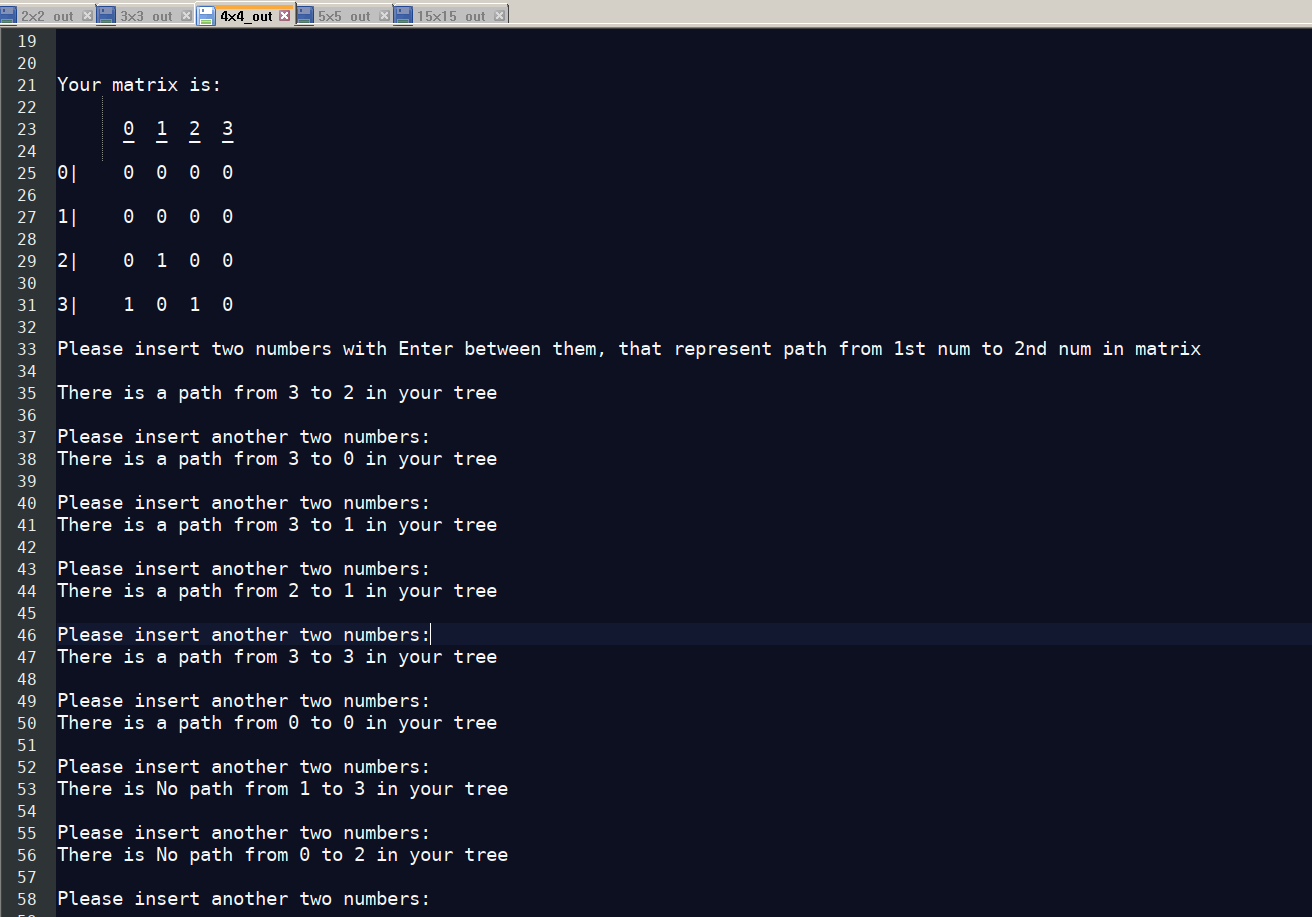 2x2_out 3x3_out 4x4_out 5x5_out 15x15_out
19
20
21 Your matrix is:
22
23 0 1 2 3
24
25 0| 0 0 0 0
26
27 1| 0 0 0 0
28
29 2| 0 1 0 0
30
31 3| 1 0 1 0
32
33 Please insert two numbers with Enter between them, that represent path from 1st num to 2nd num in matrix
34
35 There is a path from 3 to 2 in your tree
36
37 Please insert another two numbers:
38 There is a path from 3 to 0 in your tree
39
40 Please insert another two numbers:
41 There is a path from 3 to 1 in your tree
42
43 Please insert another two numbers:
44 There is a path from 2 to 1 in your tree
45
46 Please insert another two numbers:
47 There is a path from 3 to 3 in your tree
48
49 Please insert another two numbers:
50 There is a path from 0 to 0 in your tree
51
52 Please insert another two numbers:
53 There is No path from 1 to 3 in your tree
54
55 Please insert another two numbers:
56 There is No path from 0 to 2 in your tree
57
58 Please insert another two numbers: